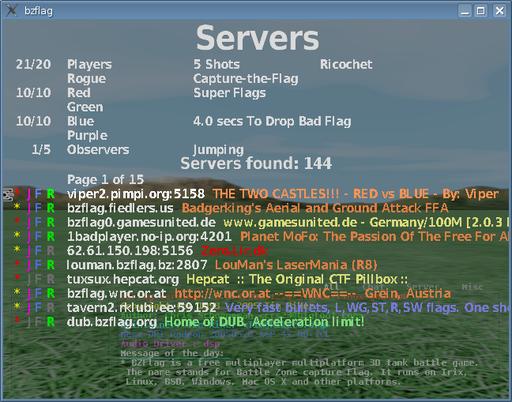 bzflag
Servers
21/20 Players 5 Shots Ricochet
Rogue Capture-the-Flag
10/10 Red Super Flags
Green
10/10 Blue 4.0 secs To Drop Bad Flag
Purple
1/5 Observers Jumping
Servers found: 144
Page 1 of 15
* J F R viper2.pimpi.org:5158 THE TWO CASTLES!!! - RED vs BLUE - By: Viper
* J F R bzflag.fiedlers.us Badgerking's Aerial and Ground Attack FFA
* J F R bzflag0.gamesunited.de www.gamesunited.de - Germany/100M [2.0.3
* J F R 1badplayer.no-ip.org:4201 Planet MoFo: The Passion Of The Free For A
* J F R 62.61.150.198:5156
* J F R louman.bzflag.bz:2807 LouMan's LaserMania (R8)
* J F R tuxsux.hepcat.org Hepcat :: The Original CTF Pillbox ::
* J F R bzflag.wnc.or.at http://wnc.or.at --==WNC==-- Grein, Austria
* J F R tavern2.rklubi.ee:59152 Very fast bullets, L,WG,ST,R,SW flags. One sho
* J F R dub.bzflag.org Home of DUB. Acceleration limit!
All Server Misc
Audio Driver : dsp
Message of the day:
* BZFlag is a free multiplayer multiplatform 3D tank battle game.
The name stands for Battle Zone capture Flag. It runs on Irix,
Linux, BSD, Windows, Mac OS X and other platforms.